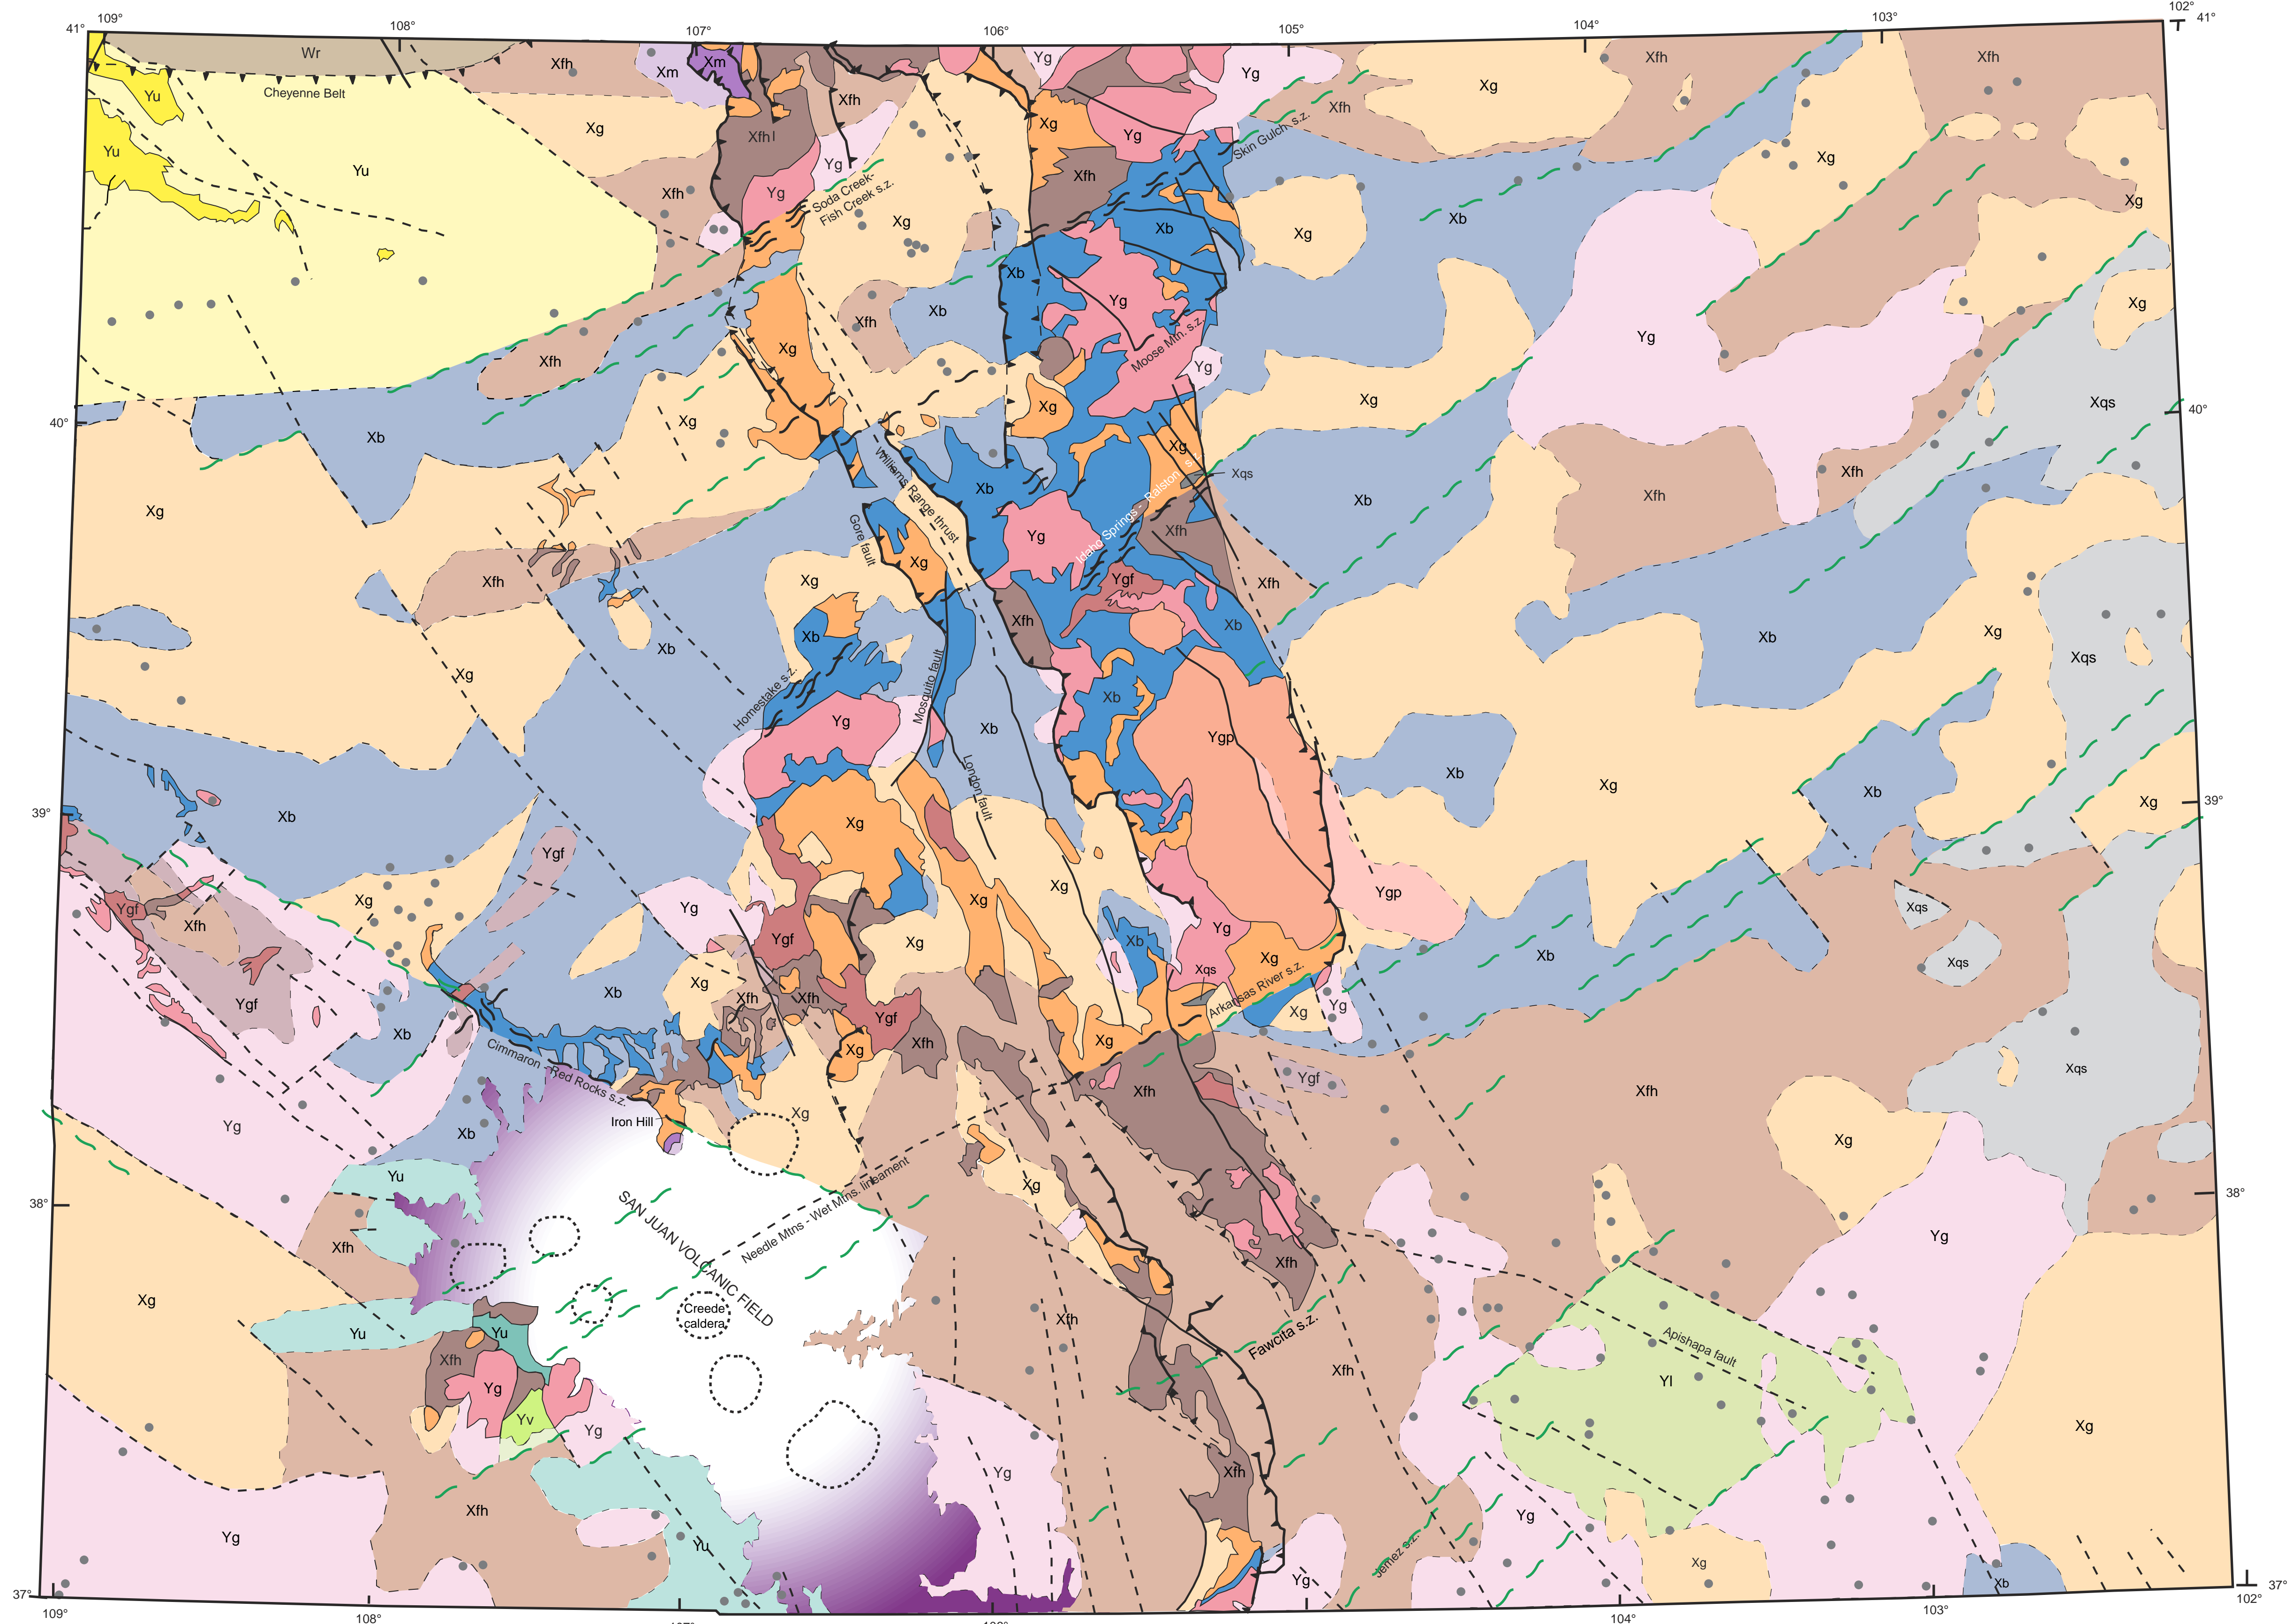 109° 108° 107° 106° 105° 104° 103° 102°
41° 41°
Wr Xfh Xm Xm Yg Yg Xfh Xfh
Cheyenne Belt
Yu Xg Xfh Xfh Xg
Yu Xg Xfh l Yg Xfh Skin Gulch s.z. Xg
Yu Xfh Yg Yg Xfh Xb Xg
Soda Creek-
Fish Creek s.z.
Xg Xb Xg
Xb Xb Yg Xg
Xfh Xg Xfh Yg
Moose Mtn. s.z. Yg
40° Xg Xg Xg Xqs 40°
Xb Xg
Williams Range thrust
Xb Xqs Xfh
Xg Xb Xfh
Gore fault
Idaho Springs - Ralston s.z.
Xfh Xg Xg Yg Xfh Ygf Xfh
Xb Xb Xfh Xb Xb Xg
Xg Xqs
Homestake s.z.
Mosquito fault
Yg Xb Xb Ygp
London fault
Xb Xg Xb
39° Xb Xg Xg 39°
Ygf
Xg Yg Xg Xg Ygp Xqs
Ygf Xfh Ygf Xg Xb Yg Xg Xb Xqs
Ygf Xb Xg Xfh Xfh Xqs
Arkansas River s.z.
Xb Ygf Xfh Xg Xg Yg
Xg Xqs
Cimmaron - Red Rocks s.z.
Xfh Ygf Xfh
Yg Xb Iron Hill Xg Xg
Yu Xg
38° 38°
SAN JUAN VOLCANIC FIELD
Needle Mtns - Wet Mtns. lineament
Xfh Xfh Yg
Xg Creede
caldera
Xfh
Yu Yu
Fawcita s.z.
Apishapa fault
Xfh Yg Xfh Yl
Yv Yg Xg
Yg Xfh
Xfh Yg
Yg Yu
Jemez s.z.
Yg Xg Xb
37° 37°
109° 108° 104° 103° 102°